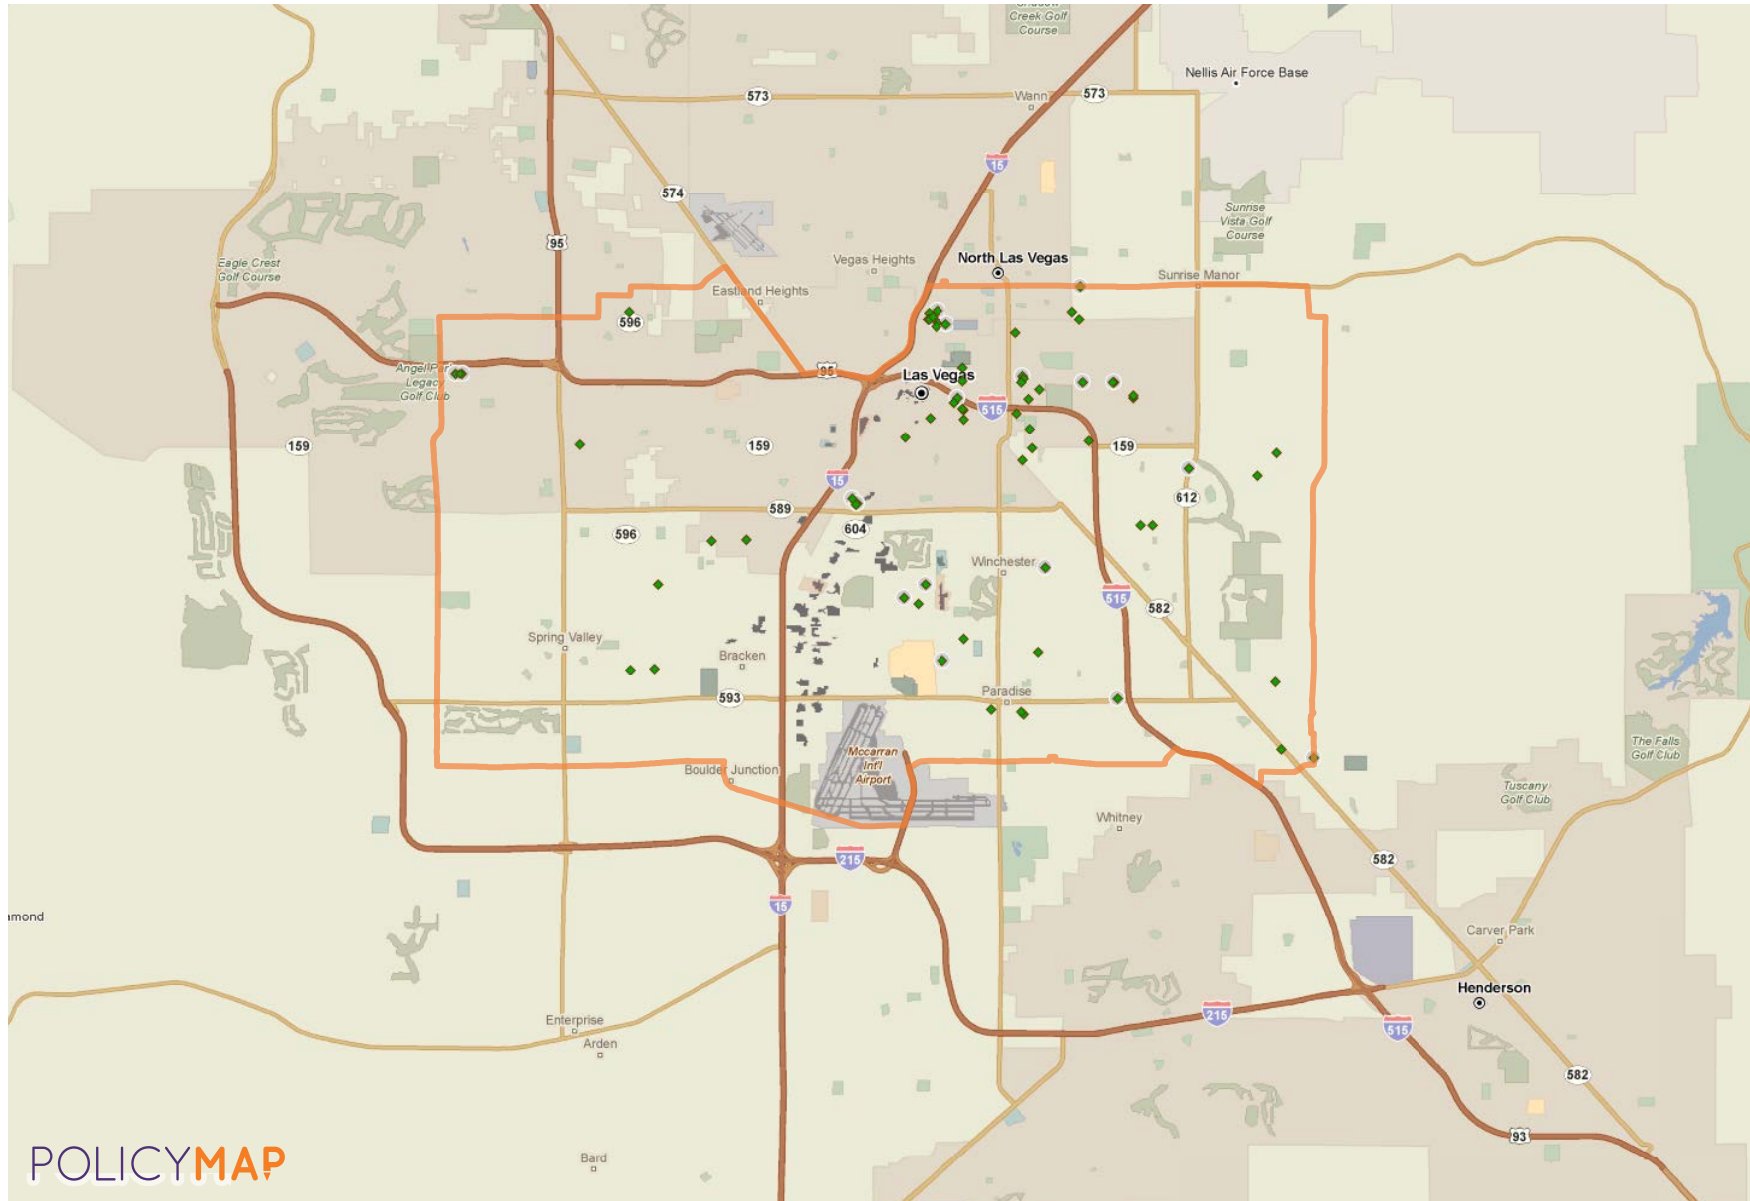 Shadow
Creek Golf
Course
Nellis Air Force Base
573
Wann
573
15
574
Sunrise
Vista Golf
Course
95
Eagle Crest
Golf Course
Vegas Heights
North Las Vegas
Sunrise Manor
Eastland Heights
596
95
Angel Park
Legacy
Golf Club
Las Vegas
515
159
159
159
15
612
589
604
596
Winchester
515
582
Spring Valley
Bracken
593
Paradise
Mccarran
Int'l
Airport
The Falls
Golf Club
Boulder Junction
Tuscany
Golf Club
Whitney
215
582
15
amond
Carver Park
Henderson
215
515
Enterprise
Arden
582
93
Bard
POLICYMAP